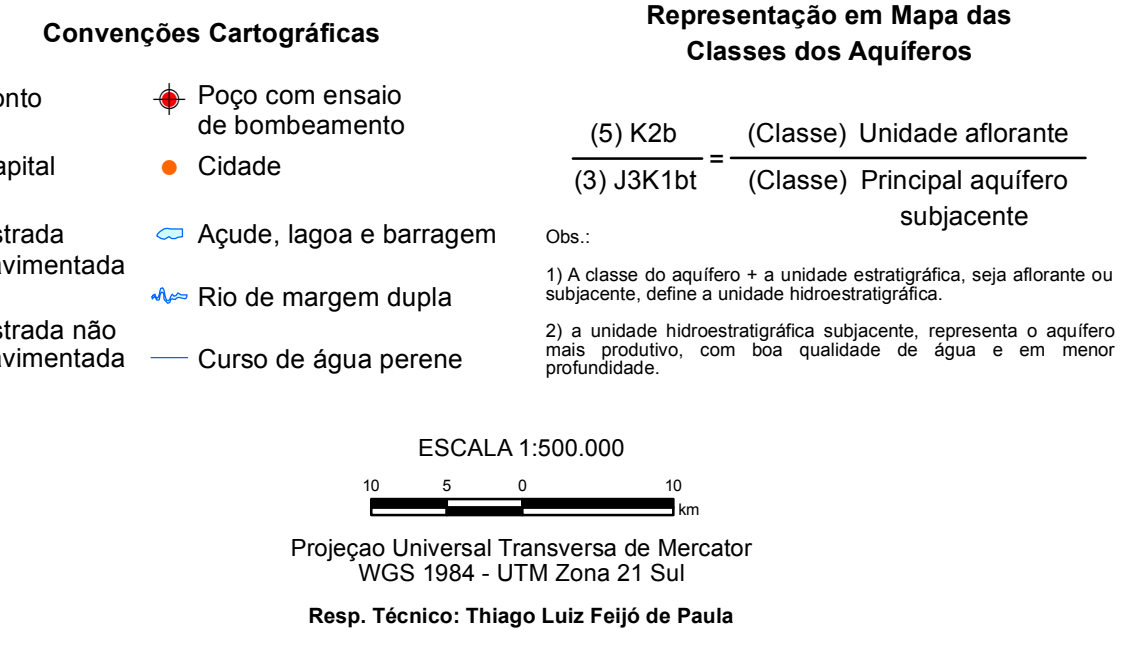 Convenções Cartográficas
onto
Poço com ensaio
de bombeamento
apital
Cidade
strada
avimentada
Açude, lagoa e barragem
Rio de margem dupla
strada não
avimentada
Curso de água perene
Representação em Mapa das
Classes dos Aquíferos
(5) K2b
(3) J3K1bt
=
(Classe) Unidade aflorante
(Classe) Principal aquífero
subjacente
Obs.:
1) A classe do aquífero + a unidade estratigráfica, seja aflorante ou
subjacente, define a unidade hidroestratigráfica.
2) a unidade hidroestratigráfica subjacente, representa o aquífero
mais produtivo, com boa qualidade de água e em menor
profundidade.
ESCALA 1:500.000
10 5 0 10
km
Projeçao Universal Transversa de Mercator
WGS 1984 - UTM Zona 21 Sul
Resp. Técnico: Thiago Luiz Feijó de Paula